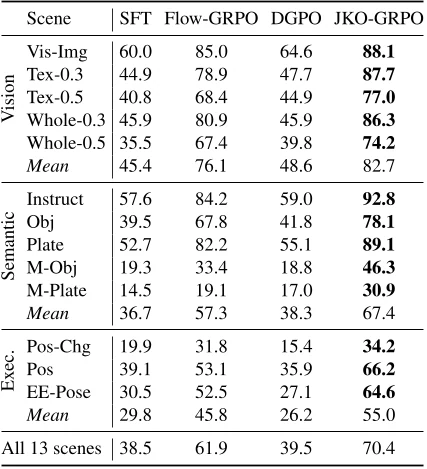 Scene SFT Flow-GRPO DGPO JKO-GRPO
Vision
Vis-Img 60.0 85.0 64.6 88.1
Tex-0.3 44.9 78.9 47.7 87.7
Tex-0.5 40.8 68.4 44.9 77.0
Whole-0.3 45.9 80.9 45.9 86.3
Whole-0.5 35.5 67.4 39.8 74.2
Mean 45.4 76.1 48.6 82.7
Semantic
Instruct 57.6 84.2 59.0 92.8
Obj 39.5 67.8 41.8 78.1
Plate 52.7 82.2 55.1 89.1
M-Obj 19.3 33.4 18.8 46.3
M-Plate 14.5 19.1 17.0 30.9
Mean 36.7 57.3 38.3 67.4
Exec.
Pos-Chg 19.9 31.8 15.4 34.2
Pos 39.1 53.1 35.9 66.2
EE-Pose 30.5 52.5 27.1 64.6
Mean 29.8 45.8 26.2 55.0
All 13 scenes 38.5 61.9 39.5 70.4